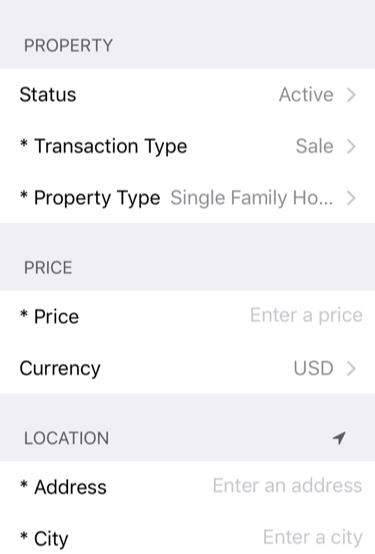 PROPERTY
Status Active
* Transaction Type Sale
* Property Type Single Family Ho...
PRICE
* Price Enter a price
Currency USD
LOCATION
* Address Enter an address
* City Enter a city